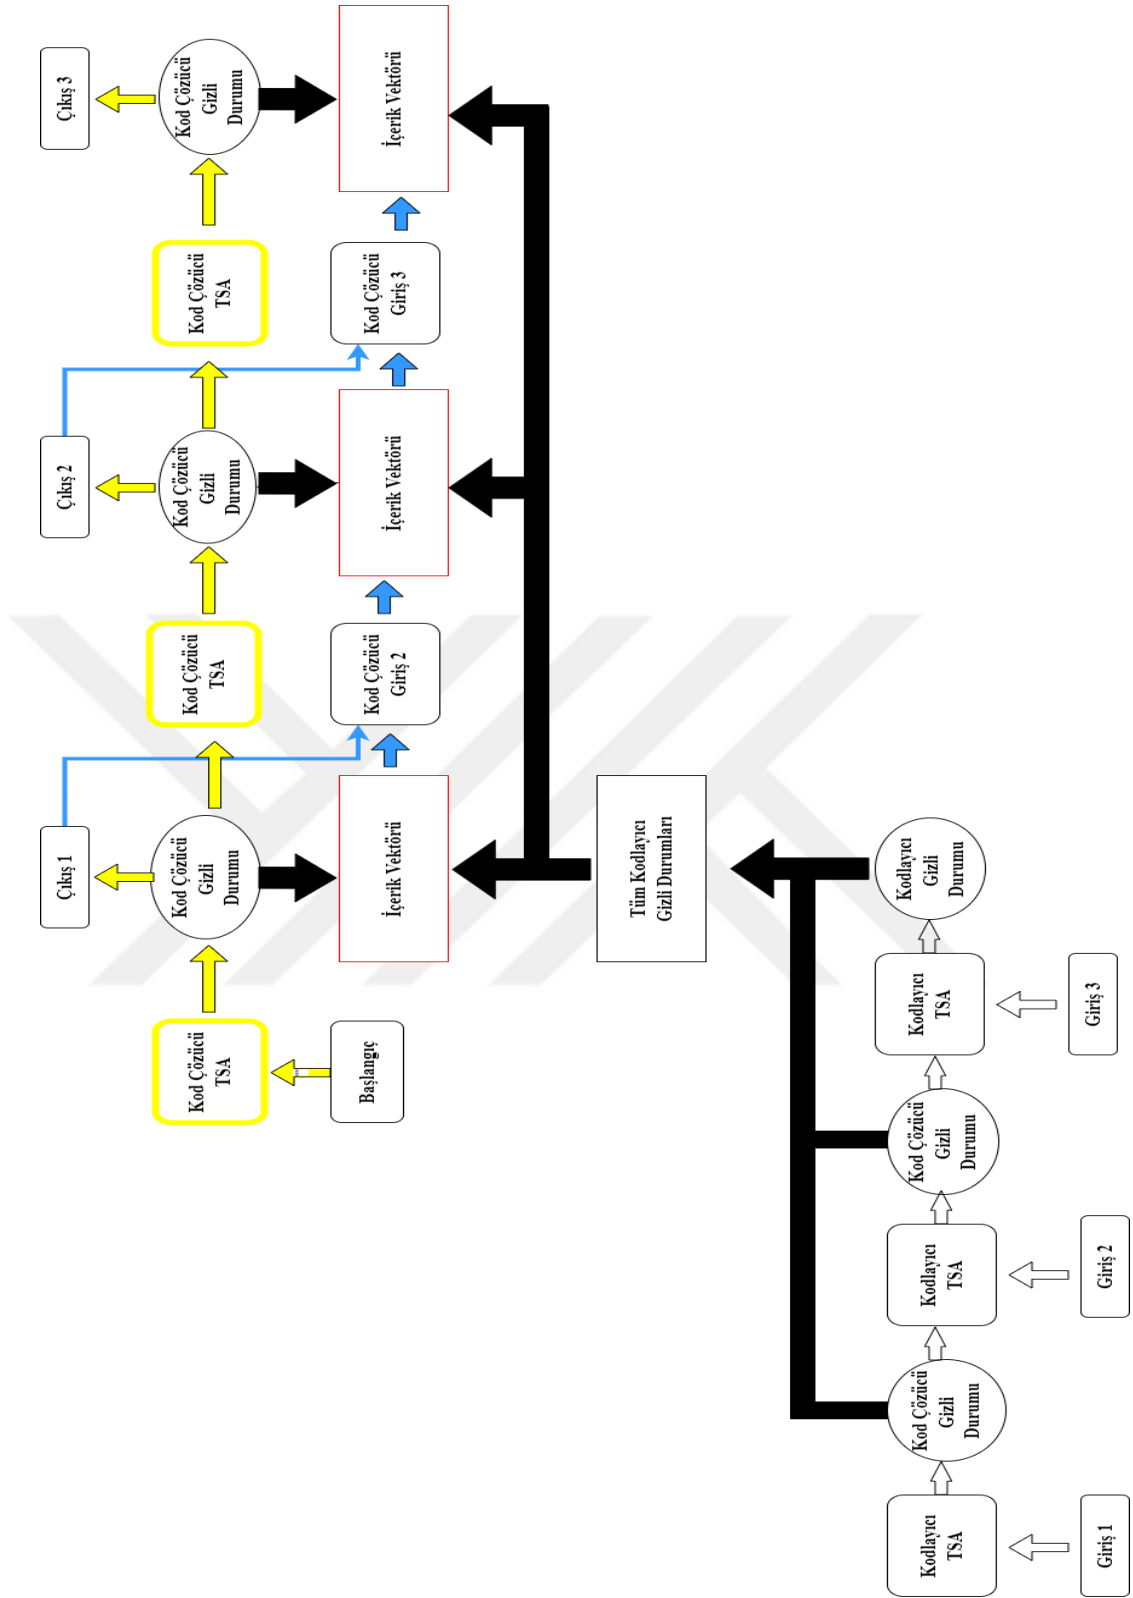 Çıkış 1
Çıkış 2
Çıkış 3
Kod Çözücü
TSA
Kod Çözücü
Gizli
Durumu
Kod Çözücü
TSA
Kod Çözücü
Gizli
Durumu
Kod Çözücü
TSA
Kod Çözücü
Gizli
Durumu
Başlangıç
İçerik Vektörü
Kod Çözücü
Giriş 2
İçerik Vektörü
Kod Çözücü
Giriş 3
İçerik Vektörü
Tüm Kodlayıcı
Gizli Durumları
Kodlayıcı
TSA
Kod Çözücü
Gizli
Durumu
Kodlayıcı
TSA
Kod Çözücü
Gizli
Durumu
Kodlayıcı
TSA
Kodlayıcı
Gizli
Durumu
Giriş 1
Giriş 2
Giriş 3